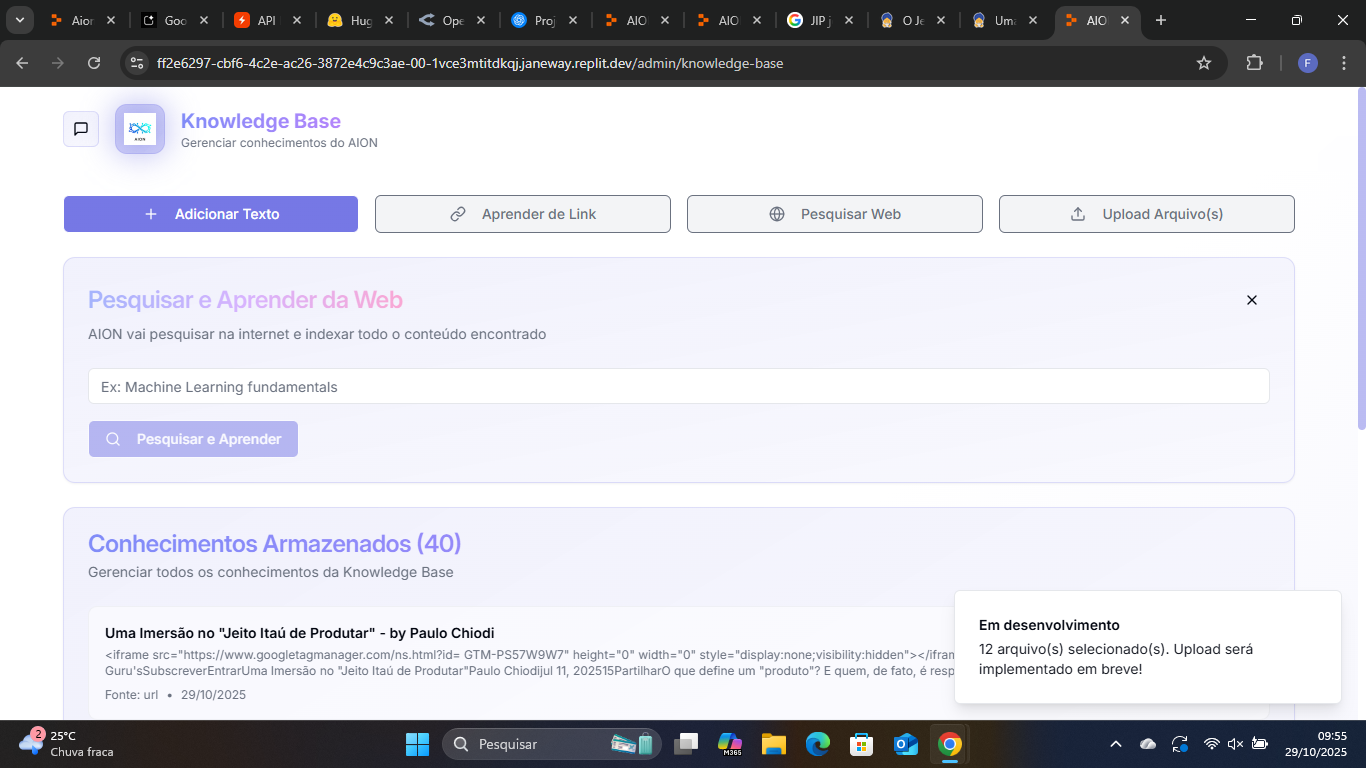 Aion
Goo
API
Hug
Ope
Proj
AIO
AIO
JIP j
O Je
Uma
AIO
ff2e6297-cbf6-4c2e-ac26-3872e4c9c3ae-00-1vce3mtitdkqj.janeway.replit.dev/admin/knowledge-base
F
AION
Knowledge Base
Gerenciar conhecimentos do AION
Adicionar Texto
Aprender de Link
Pesquisar Web
Upload Arquivo(s)
Pesquisar e Aprender da Web
AION vai pesquisar na internet e indexar todo o conteúdo encontrado
Ex: Machine Learning fundamentals
Pesquisar e Aprender
Conhecimentos Armazenados (40)
Gerenciar todos os conhecimentos da Knowledge Base
Uma Imersão no "Jeito Itaú de Produtar" - by Paulo Chiodi
<iframe src="https://www.googletagmanager.com/ns.html?id= GTM-PS57W9W7" height="0" width="0" style="display:none;visibility:hidden"></ifram
Guru'sSubscreverEntrarUma Imersão no "Jeito Itaú de Produtar"Paulo Chiodijul 11, 202515PartilharO que define um "produto"? E quem, de fato, é resp
Fonte: url • 29/10/2025
Em desenvolvimento
12 arquivo(s) selecionado(s). Upload será
implementado em breve!
2
25°C
Chuva fraca
Pesquisar
M365
09:55
29/10/2025